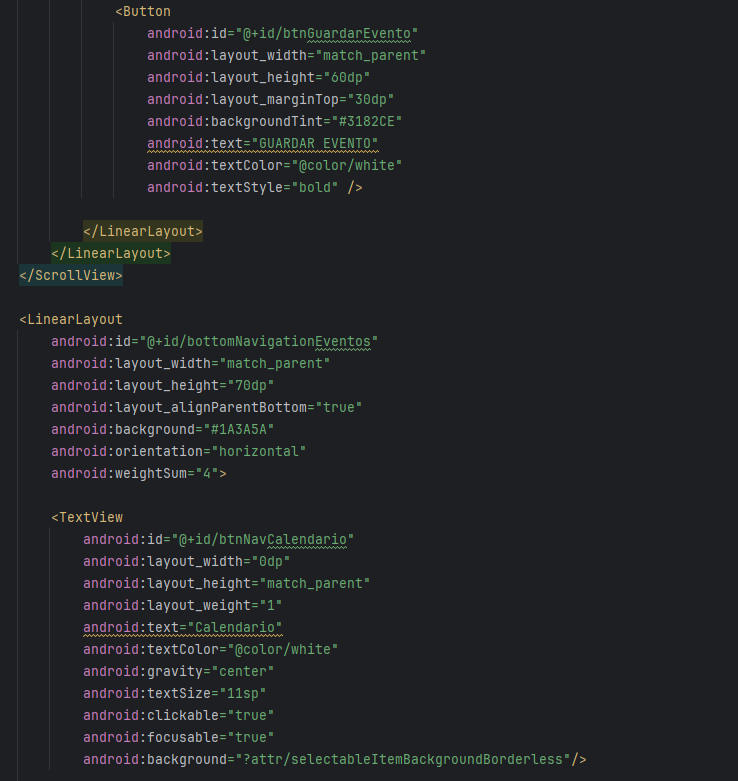 <Button
android:id="@+id/btnGuardarEvento"
android:layout_width="match_parent"
android:layout_height="60dp"
android:layout_marginTop="30dp"
android:backgroundTint="#3182CE"
android:text="GUARDAR EVENTO"
android:textColor="@color/white"
android:textStyle="bold" />
</LinearLayout>
</LinearLayout>
</ScrollView>
<LinearLayout
android:id="@+id/bottomNavigationEventos"
android:layout_width="match_parent"
android:layout_height="70dp"
android:layout_alignParentBottom="true"
android:background="#1A3A5A"
android:orientation="horizontal"
android:weightSum="4">
<TextView
android:id="@+id/btnNavCalendario"
android:layout_width="0dp"
android:layout_height="match_parent"
android:layout_weight="1"
android:text="Calendario"
android:textColor="@color/white"
android:gravity="center"
android:textSize="11sp"
android:clickable="true"
android:focusable="true"
android:background="?attr/selectableItemBackgroundBorderless"/>